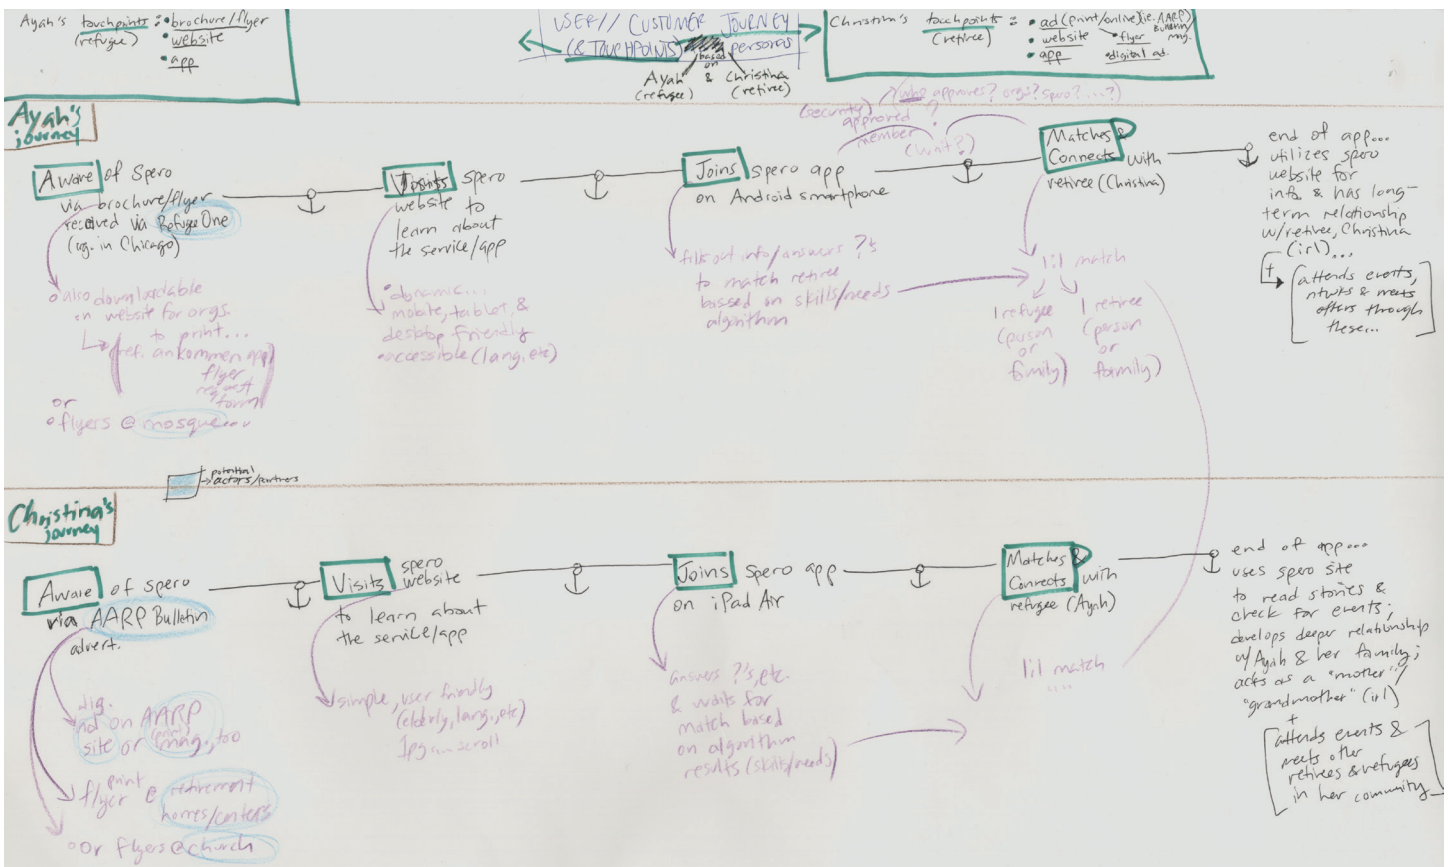 Ayah's touchpoints: • brochure/flyer
(refugee) • website
• app
USER// CUSTOMER JOURNEY
(& TOUCHPOINTS) personas
based on
Ayah & Christina
(refugee) (retiree)
Christina's touchpoints = • ad (print/online) (ie. AARP
Bulletin
mag.
(retiree) • website • flyer
• app • digital ad.
Ayah's
journey
(who approves? orgs? spero? ...?)
(security)
approved ?
member
(wait?)
Aware of Spero
via brochure/flyer
received via RefugeeOne
(org. in Chicago)
• also downloadable
on website for orgs.
to print...
(ref. ankommen app)
flyer
request
form
or
• flyers @ mosque...
Visits spero
website to
learn about
the service/app
• dynamic...
mobile, tablet, &
desktop friendly
• accessible (lang, etc)
Joins spero app
on Android smartphone
fills out info/answers ?'s
to match retiree
bassed on skills/needs
algorithm
Matches &
Connects with
retiree (Christina)
1:1 match
1 refugee
(person
or
family)
1 retiree
(person
or
family)
end of app...
utilizes spero
website for
info & has long-
term relationship
w/retiree, Christina
(irl)...
+
attends events,
ntwks & meets
others through
these...
potential
→ actors/partners
Christina's
journey
Aware of spero
via AARP Bulletin
advert.
dig.
ad on AARP
site or (print) mag., too
print
flyer @ retirement
homes/centers
• or flyers @ church
Visits spero
website
to learn about
the service/app
simple, user friendly
(elderly, lang., etc)
1pg scroll
Joins spero app
on iPad Air
answers ?'s, etc.
& waits for
match based
on algorithm
results (skills/needs)
Matches &
Connects with
refugee (Ayah)
1:1 match
....
end of app...
uses spero site
to read stories &
check for events;
develops deeper relationship
w/ Ayah & her family;
acts as a "mother"/
"grandmother" (irl)
+
attends events &
meets other
retirees & refugees
in her community